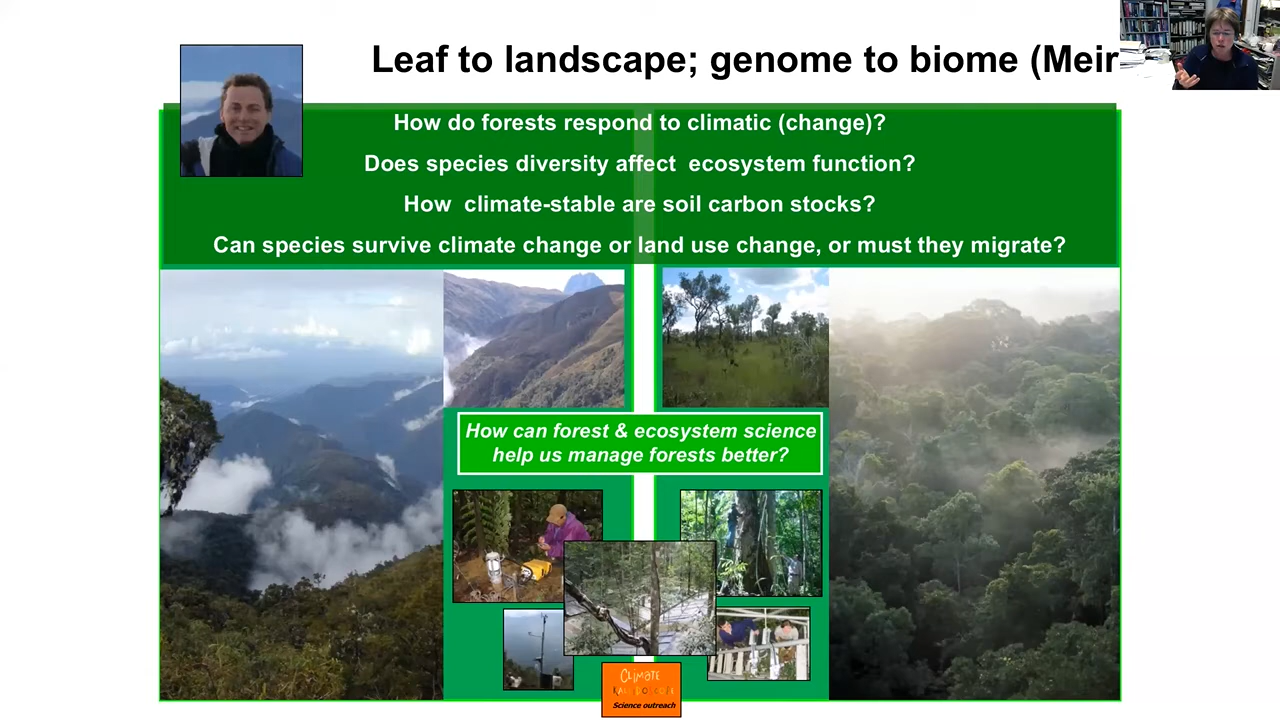 Leaf to landscape; genome to biome (Meir
How do forests respond to climatic (change)?
Does species diversity affect ecosystem function?
How climate-stable are soil carbon stocks?
Can species survive climate change or land use change, or must they migrate?
How can forest & ecosystem science
help us manage forests better?
CLIMATE
KALEIDOSCOPE
Science outreach